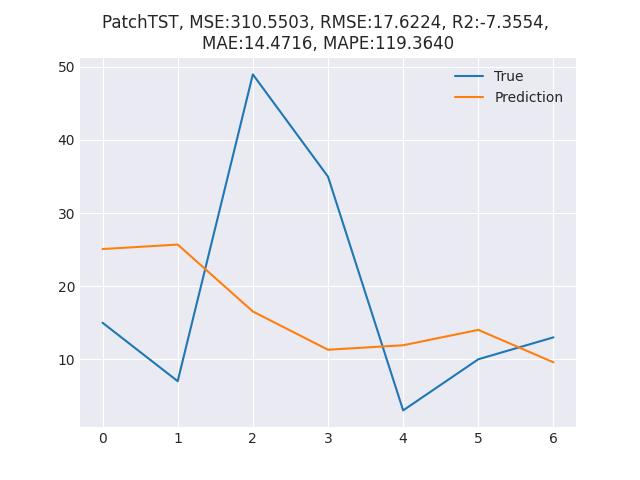 PatchTST, MSE:310.5503, RMSE:17.6224, R2:-7.3554,
MAE:14.4716, MAPE:119.3640
True
Prediction
50
40
30
20
10
0 1 2 3 4 5 6